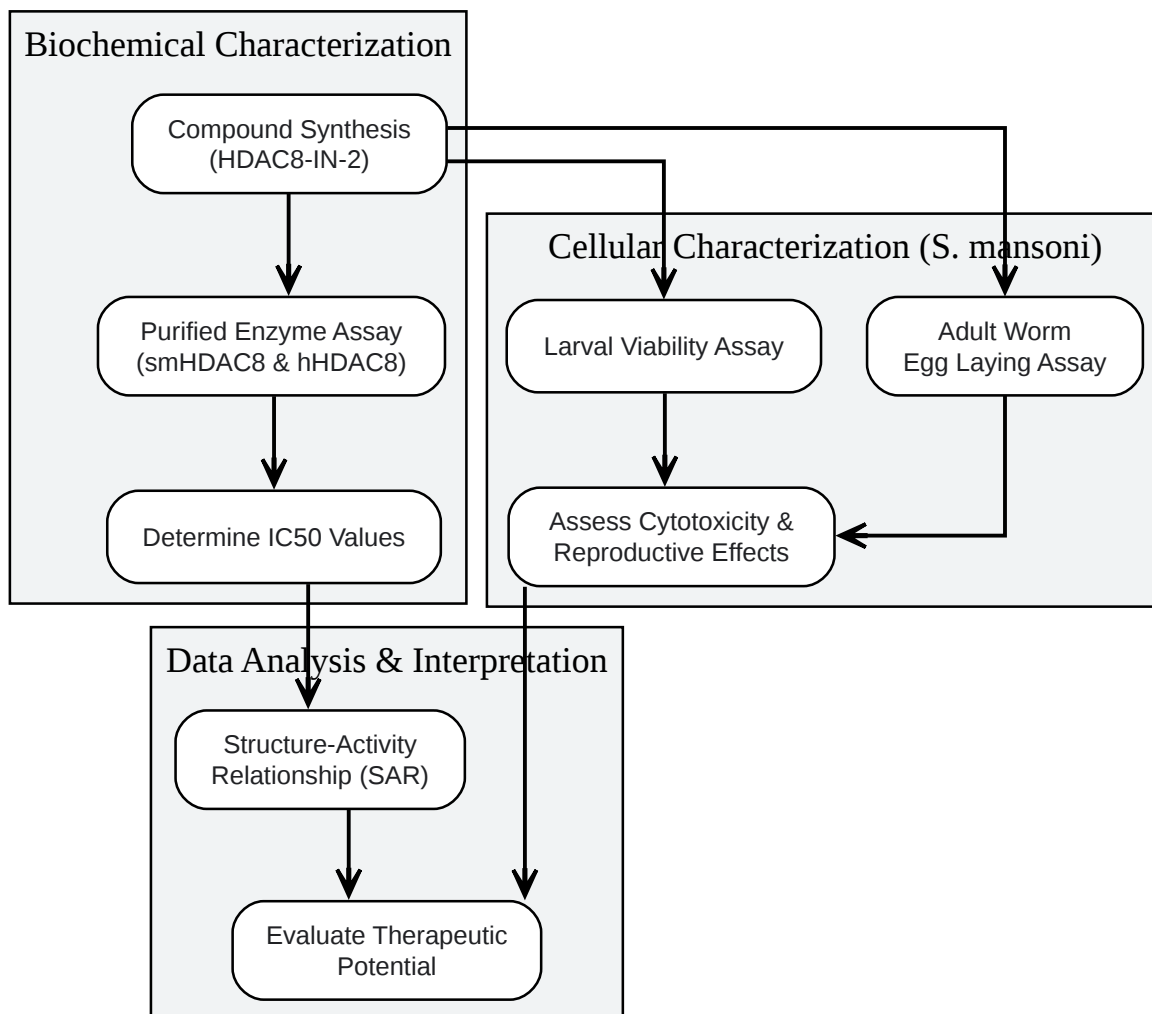 Biochemical Characterization
Compound Synthesis
(HDAC8-IN-2)
Cellular Characterization (S. mansoni)
Purified Enzyme Assay
(smHDAC8 & hHDAC8)
Larval Viability Assay
Adult Worm
Egg Laying Assay
Determine IC50 Values
Assess Cytotoxicity &
Reproductive Effects
Data Analysis & Interpretation
Structure-Activity
Relationship (SAR)
Evaluate Therapeutic
Potential